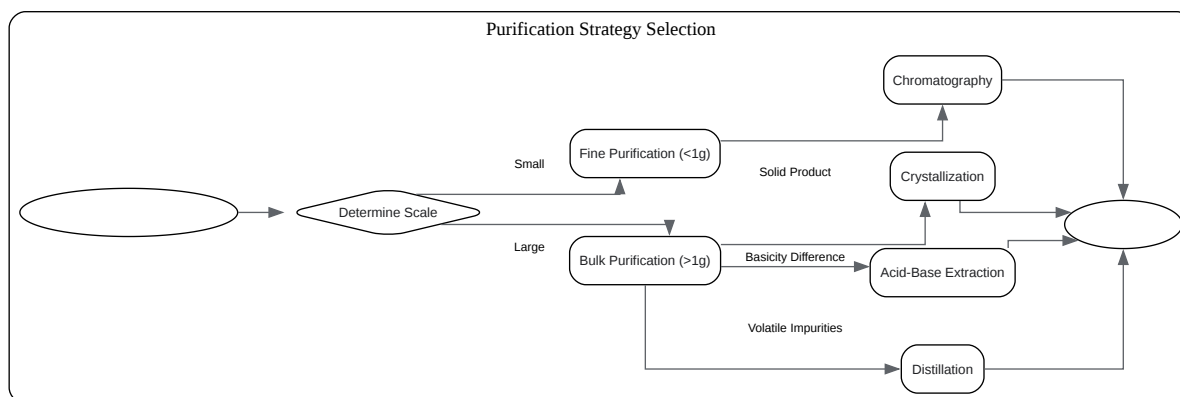 Purification Strategy Selection
Chromatography
Fine Purification (<1g)
Small
Solid Product
Crystallization
Determine Scale
Large
Bulk Purification (>1g)
Basicity Difference
Acid-Base Extraction
Volatile Impurities
Distillation